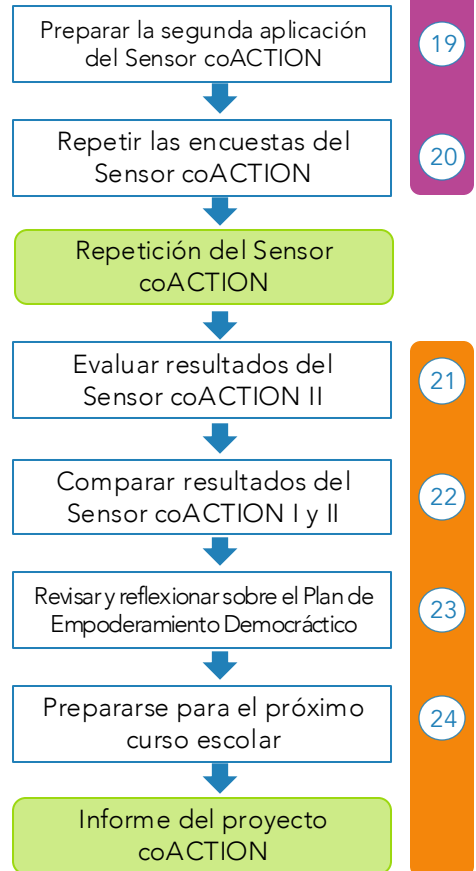 Preparar la segunda aplicación
del Sensor coACTION
19
Repetir las encuestas del
Sensor coACTION
20
Repetición del Sensor
coACTION
Evaluar resultados del
Sensor coACTION II
21
Comparar resultados del
Sensor coACTION I y II
22
Revisar y reflexionar sobre el Plan de
Empoderamiento Democráctico
23
Prepararse para el próximo
curso escolar
24
Informe del proyecto
coACTION